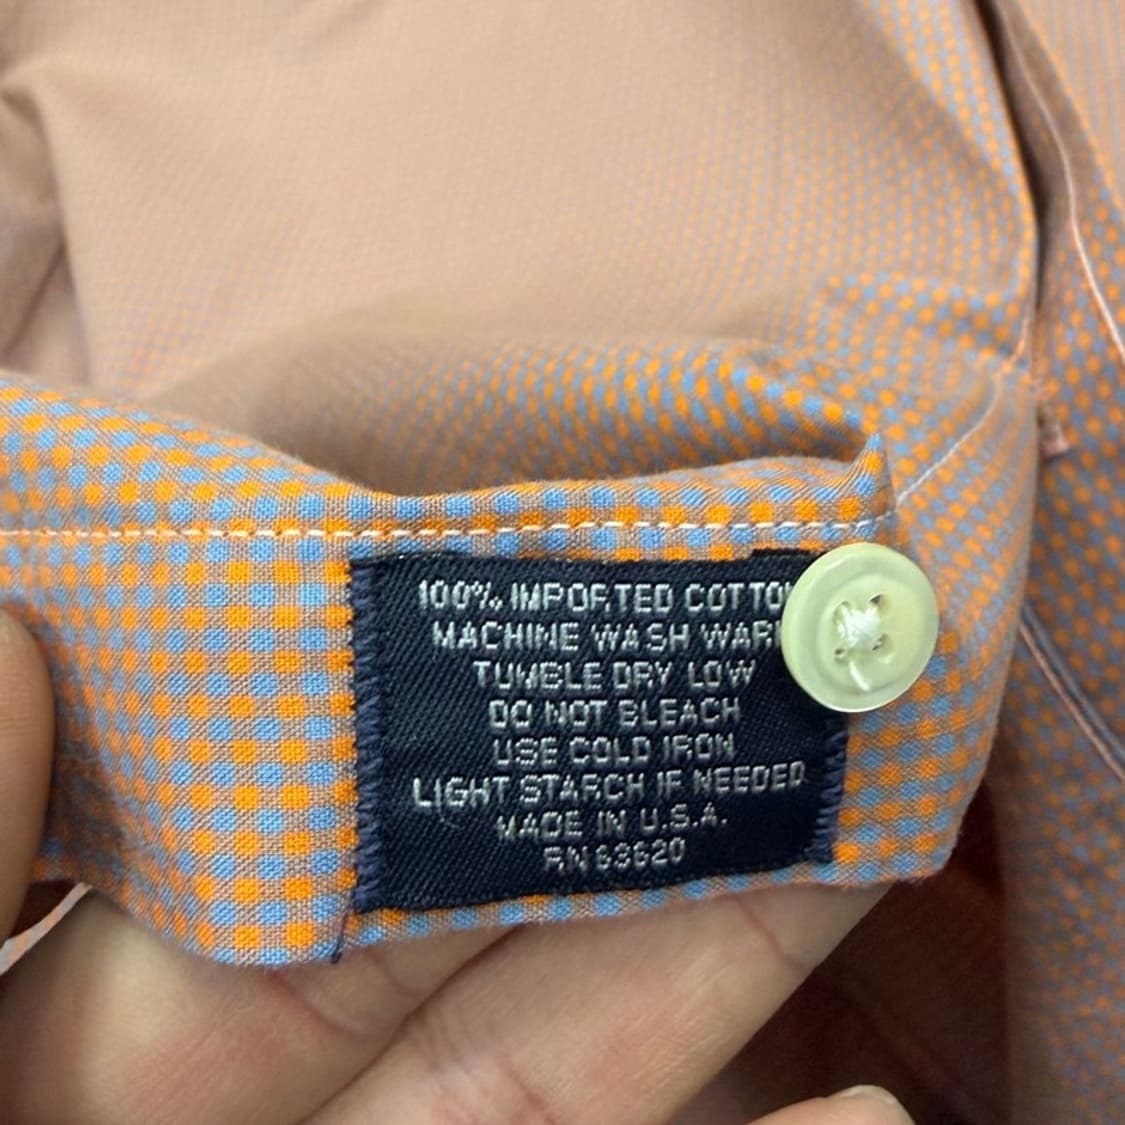 100% IMPORTED COTTO
MACHINE WASH WAR
TUMBLE DRY LOW
DO NOT BLEACH
USE COLD IRON
LIGHT STARCH IF NEEDED
MADE IN U.S.A.
RN